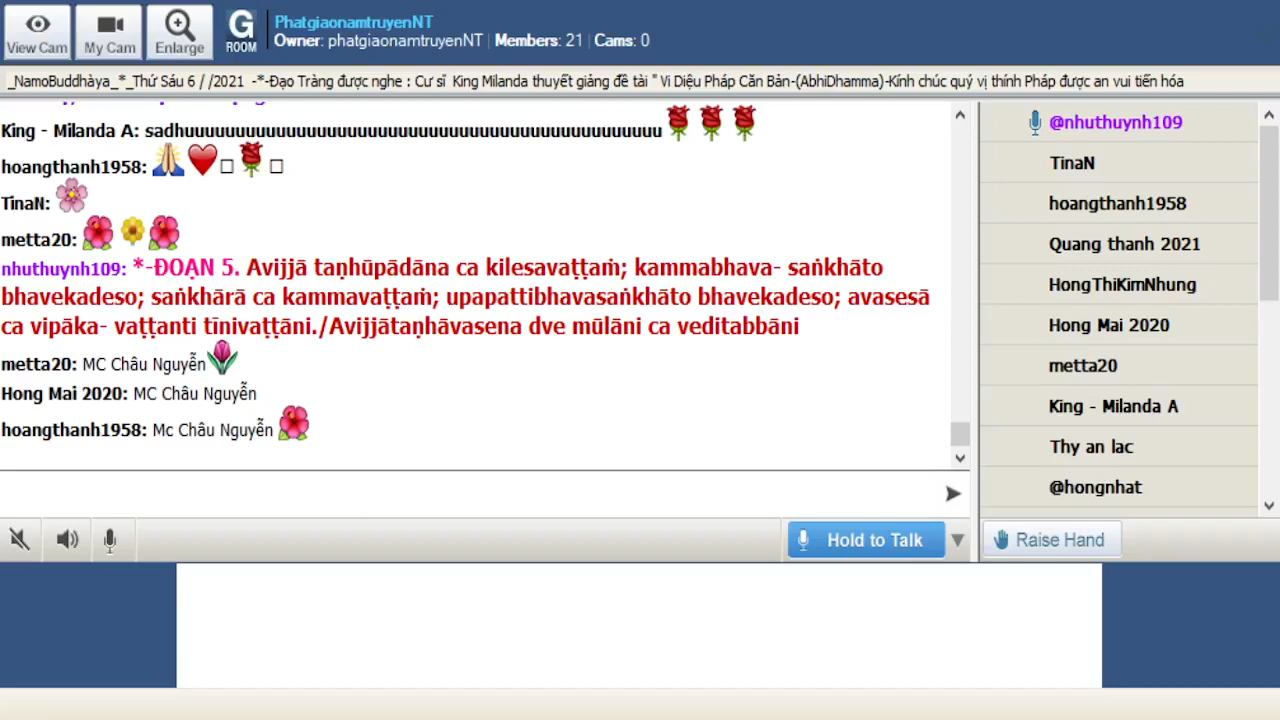 View Cam
My Cam
Enlarge
G
ROOM
PhatgiaonamtruyenNT
Owner: phatgiaonamtruyenNT | Members: 21 | Cams: 0
_NamoBuddhàya_*_Thứ Sáu 6 / /2021 -*-Đạo Tràng được nghe : Cư sĩ King Milanda thuyết giảng đề tài " Vi Diệu Pháp Căn Bản-(AbhiDhamma)-Kính chúc quý vị thính Pháp được an vui tiến hóa
King - Milanda A: sadhuuuuuuuuuuuuuuuuuuuuuuuuuuuuuuuuuuuuuuuuuuuuuuu
hoangthanh1958:
TinaN:
metta20:
nhuthuynh109: *-ĐOẠN 5. Avijjā taṇhūpādāna ca kilesavaṭṭaṁ; kammabhava- saṅkhāto
bhavekadeso; saṅkhārā ca kammavaṭṭaṁ; upapattibhavasaṅkhāto bhavekadeso; avasesā
ca vipāka- vaṭṭanti tīnivaṭṭāni./Avijjātaṇhāvasena dve mūlāni ca veditabbāni
metta20: MC Châu Nguyễn
Hong Mai 2020: MC Châu Nguyễn
hoangthanh1958: Mc Châu Nguyễn
@nhuthuynh109
TinaN
hoangthanh1958
Quang thanh 2021
HongThiKimNhung
Hong Mai 2020
metta20
King - Milanda A
Thy an lac
@hongnhat
Hold to Talk
Raise Hand